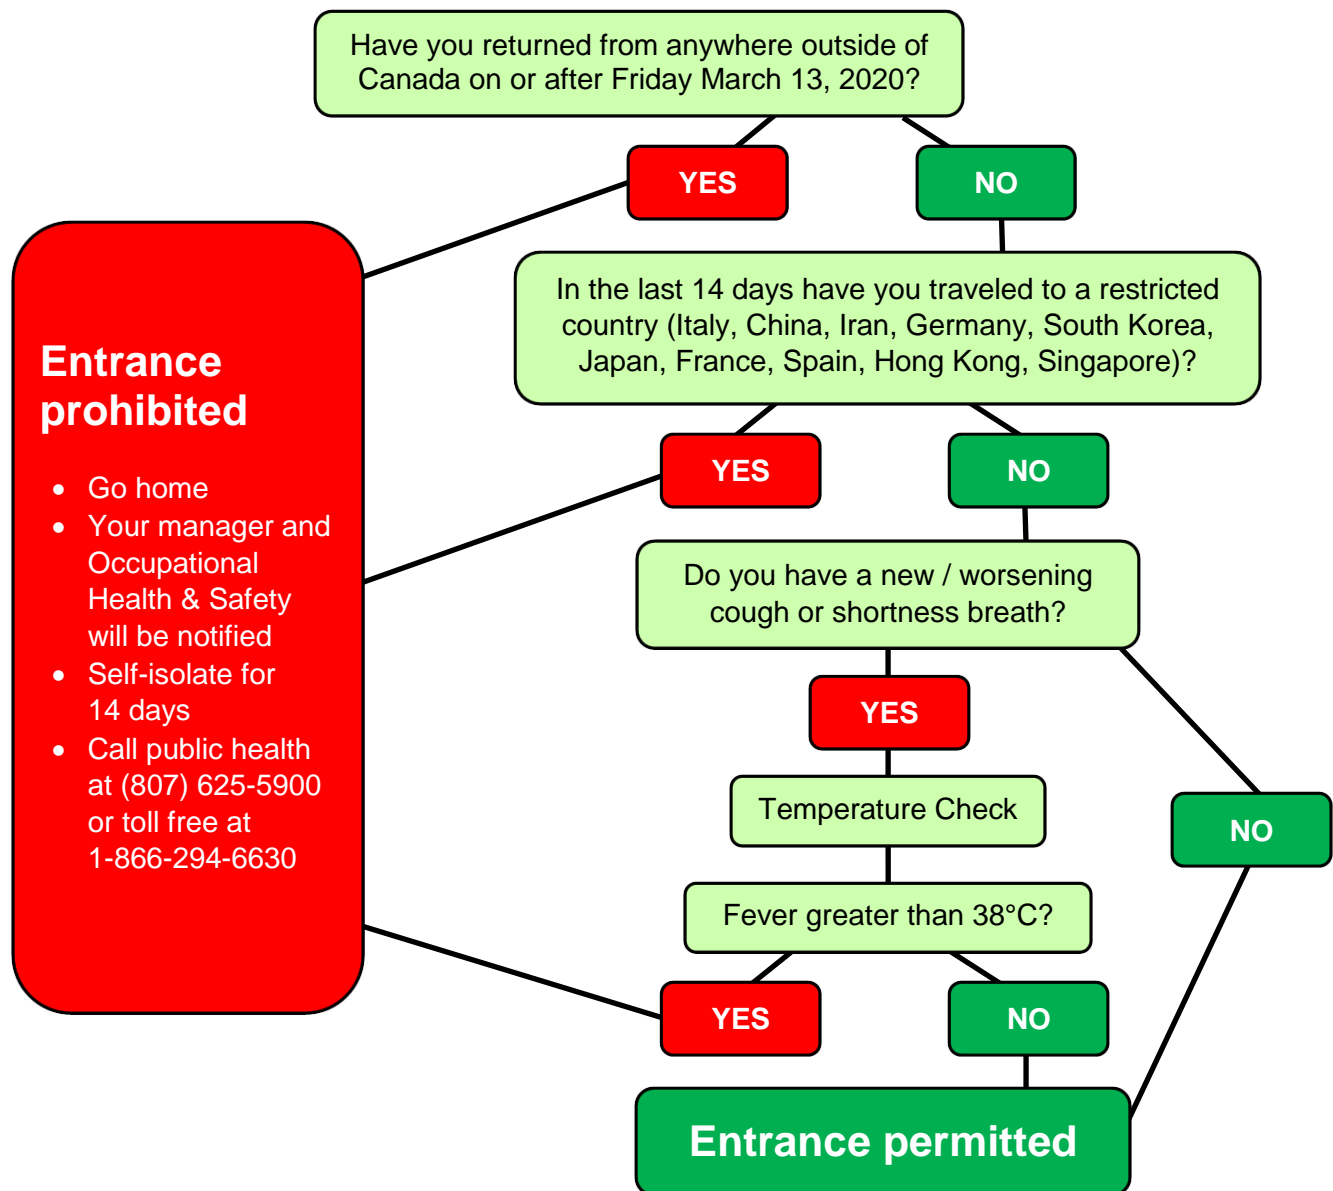 Have you returned from anywhere outside of
Canada on or after Friday March 13, 2020?
YES
NO
In the last 14 days have you traveled to a restricted
country (Italy, China, Iran, Germany, South Korea,
Japan, France, Spain, Hong Kong, Singapore)?
YES
NO
Do you have a new / worsening
cough or shortness breath?
YES
NO
Temperature Check
Fever greater than 38°C?
YES
NO
Entrance permitted
Entrance
prohibited
• Go home
• Your manager and
Occupational
Health & Safety
will be notified
• Self-isolate for
14 days
• Call public health
at (807) 625-5900
or toll free at
1-866-294-6630